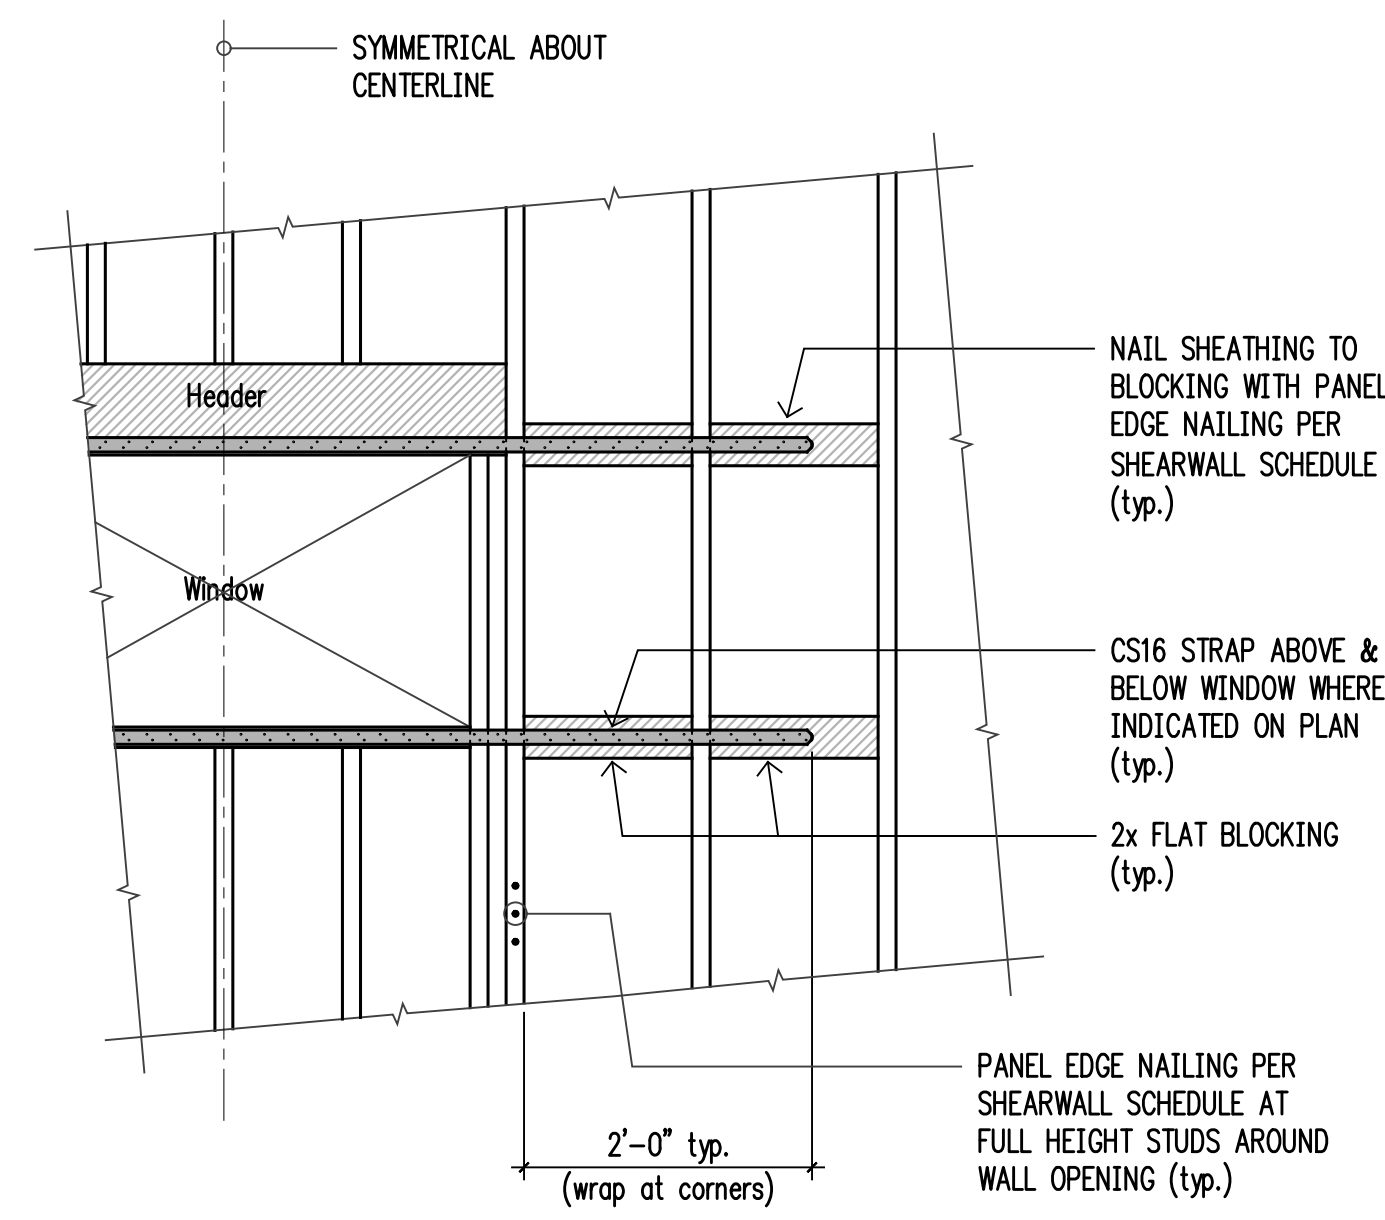 SYMMETRICAL ABOUT
CENTERLINE
Header
NAIL SHEATHING TO
BLOCKING WITH PANEL
EDGE NAILING PER
SHEARWALL SCHEDULE
(typ.)
Window
CS16 STRAP ABOVE &
BELOW WINDOW WHERE
INDICATED ON PLAN
(typ.)
2x FLAT BLOCKING
(typ.)
PANEL EDGE NAILING PER
SHEARWALL SCHEDULE AT
FULL HEIGHT STUDS AROUND
WALL OPENING (typ.)
2'-0" typ.
(wrap at corners)